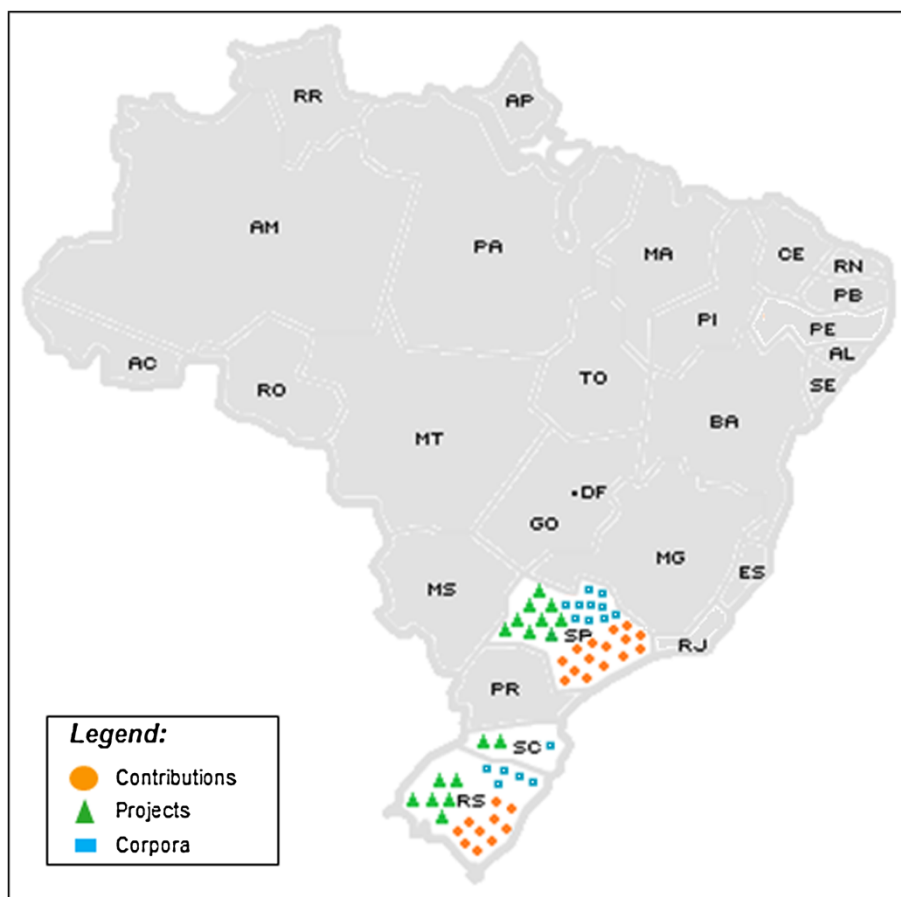 RR
AP
AM
PA
MA
CE
RN
PB
PI
PE
AL
AC
RO
TO
SE
BA
MT
DF
GO
MG
ES
MS
SP
RJ
PR
SC
RS
Legend:
Contributions
Projects
Corpora